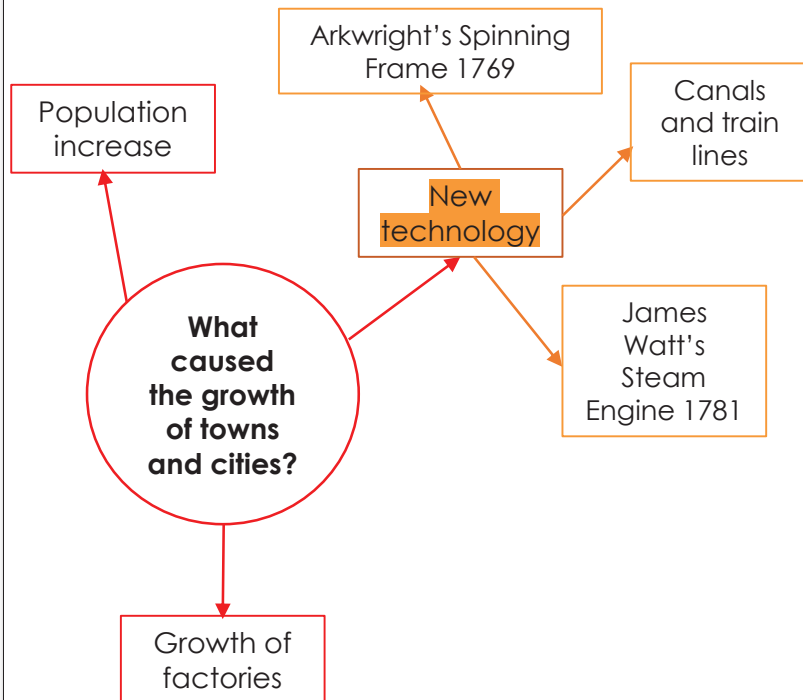 Arkwright’s Spinning
Frame 1769
Population
increase
Canals
and train
lines
New
technology
What
caused
the growth
of towns
and cities?
James
Watt’s
Steam
Engine 1781
Growth of
factories